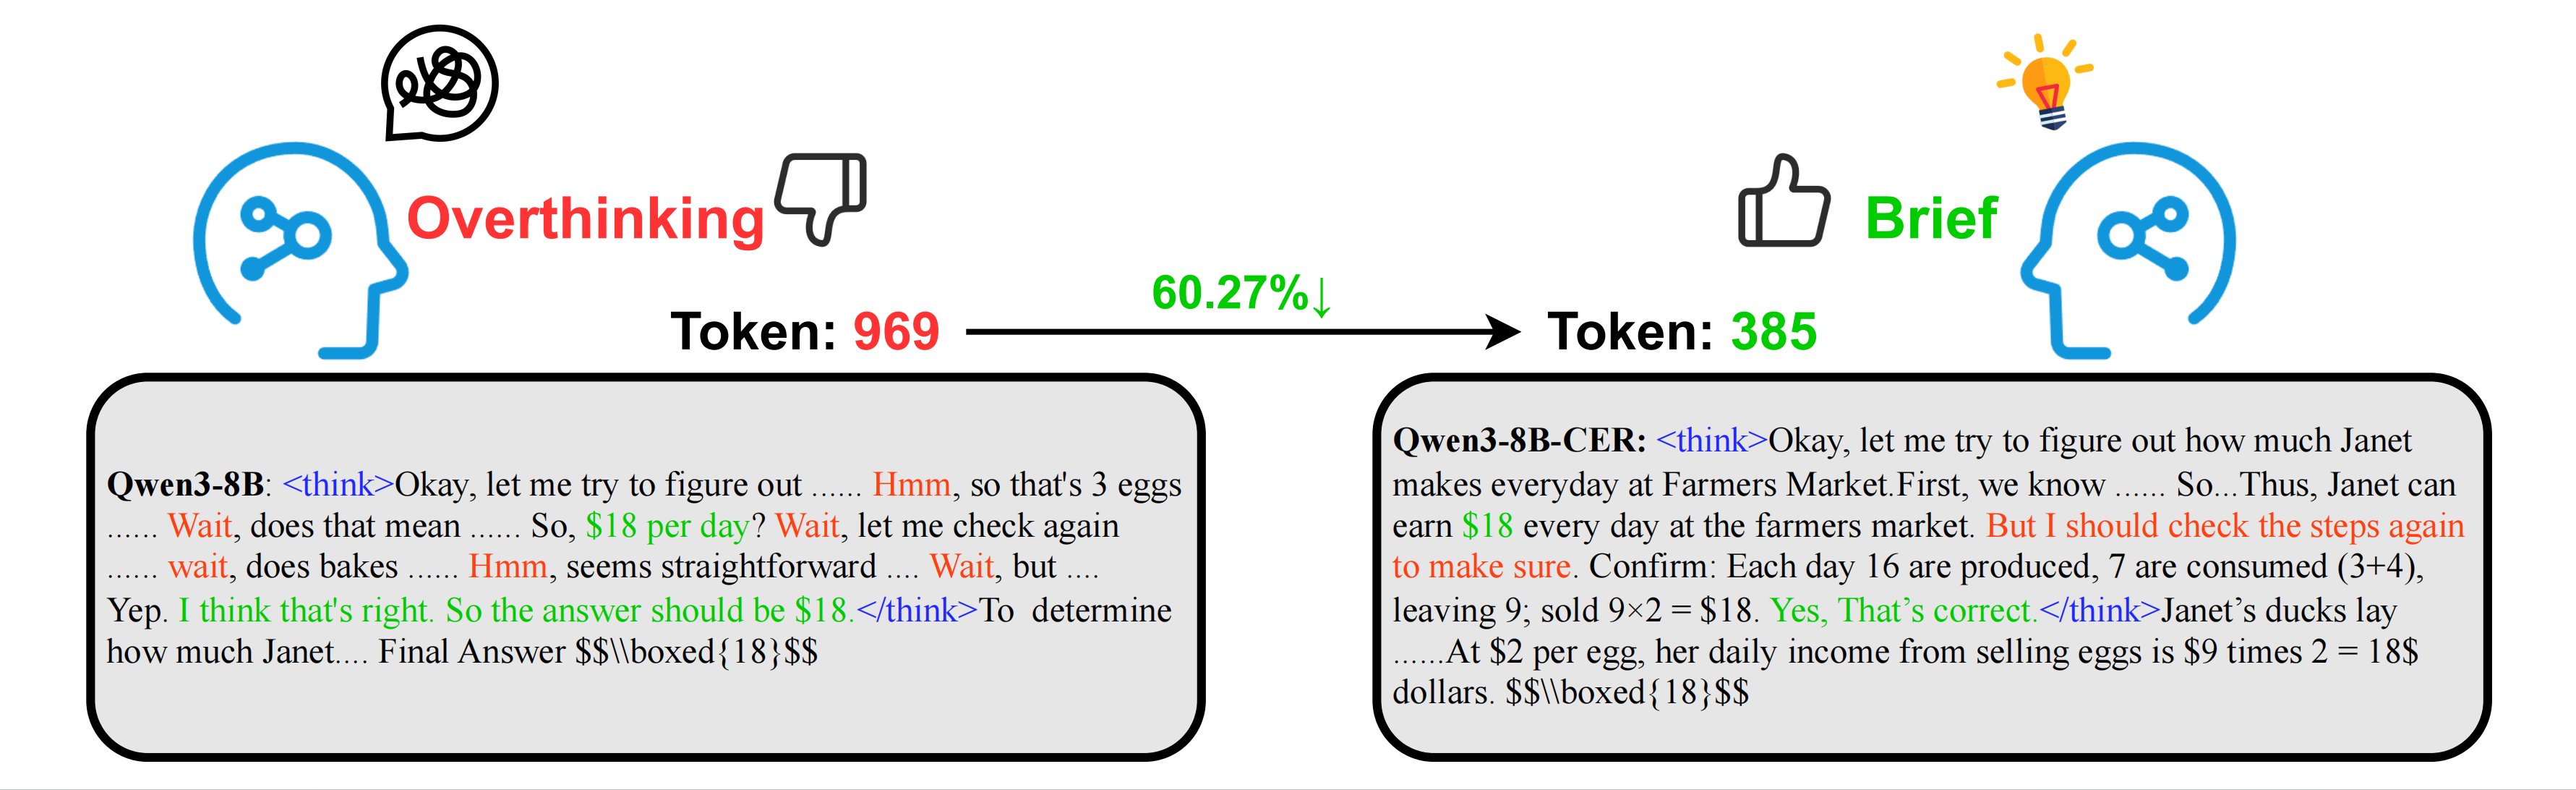 Overthinking
Brief
60.27%↓
Token: 969
Token: 385
Qwen3-8B: <think>Okay, let me try to figure out ...... Hmm, so that's 3 eggs
...... Wait, does that mean ...... So, $18 per day? Wait, let me check again
...... wait, does bakes ...... Hmm, seems straightforward .... Wait, but ....
Yep. I think that's right. So the answer should be $18.</think>To determine
how much Janet.... Final Answer $$\\boxed{18}$$
Qwen3-8B-CER: <think>Okay, let me try to figure out how much Janet
makes everyday at Farmers Market.First, we know ...... So...Thus, Janet can
earn $18 every day at the farmers market. But I should check the steps again
to make sure. Confirm: Each day 16 are produced, 7 are consumed (3+4),
leaving 9; sold 9×2 = $18. Yes, That’s correct.</think>Janet’s ducks lay
......At $2 per egg, her daily income from selling eggs is $9 times 2 = 18$
dollars. $$\\boxed{18}$$